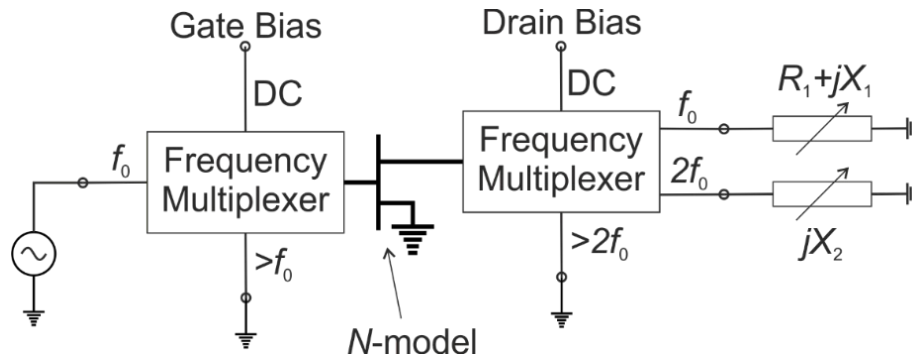 Gate Bias
Drain Bias
DC
DC
R₁+jX₁
f₀
Frequency
Multiplexer
Frequency
Multiplexer
f₀
2f₀
>f₀
>2f₀
jX₂
N-model